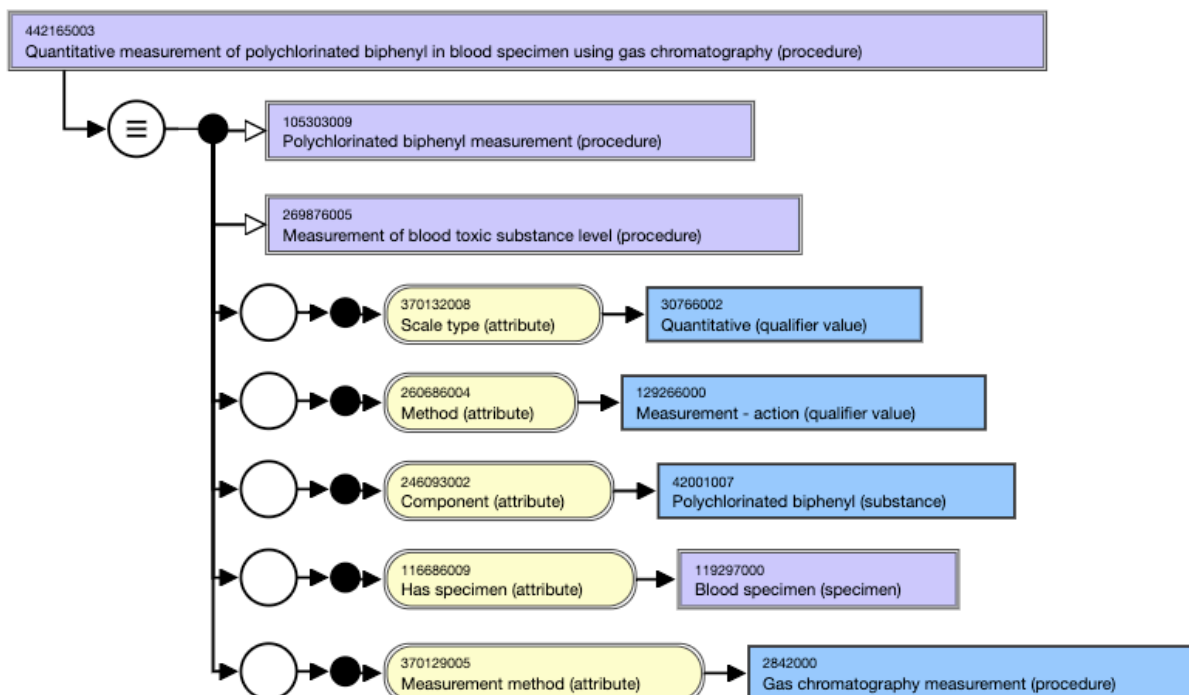 442165003
Quantitative measurement of polychlorinated biphenyl in blood specimen using gas chromatography (procedure)
105303009
Polychlorinated biphenyl measurement (procedure)
269876005
Measurement of blood toxic substance level (procedure)
370132008
Scale type (attribute)
30766002
Quantitative (qualifier value)
260686004
Method (attribute)
129266000
Measurement - action (qualifier value)
246093002
Component (attribute)
42001007
Polychlorinated biphenyl (substance)
116686009
Has specimen (attribute)
119297000
Blood specimen (specimen)
370129005
Measurement method (attribute)
2842000
Gas chromatography measurement (procedure)